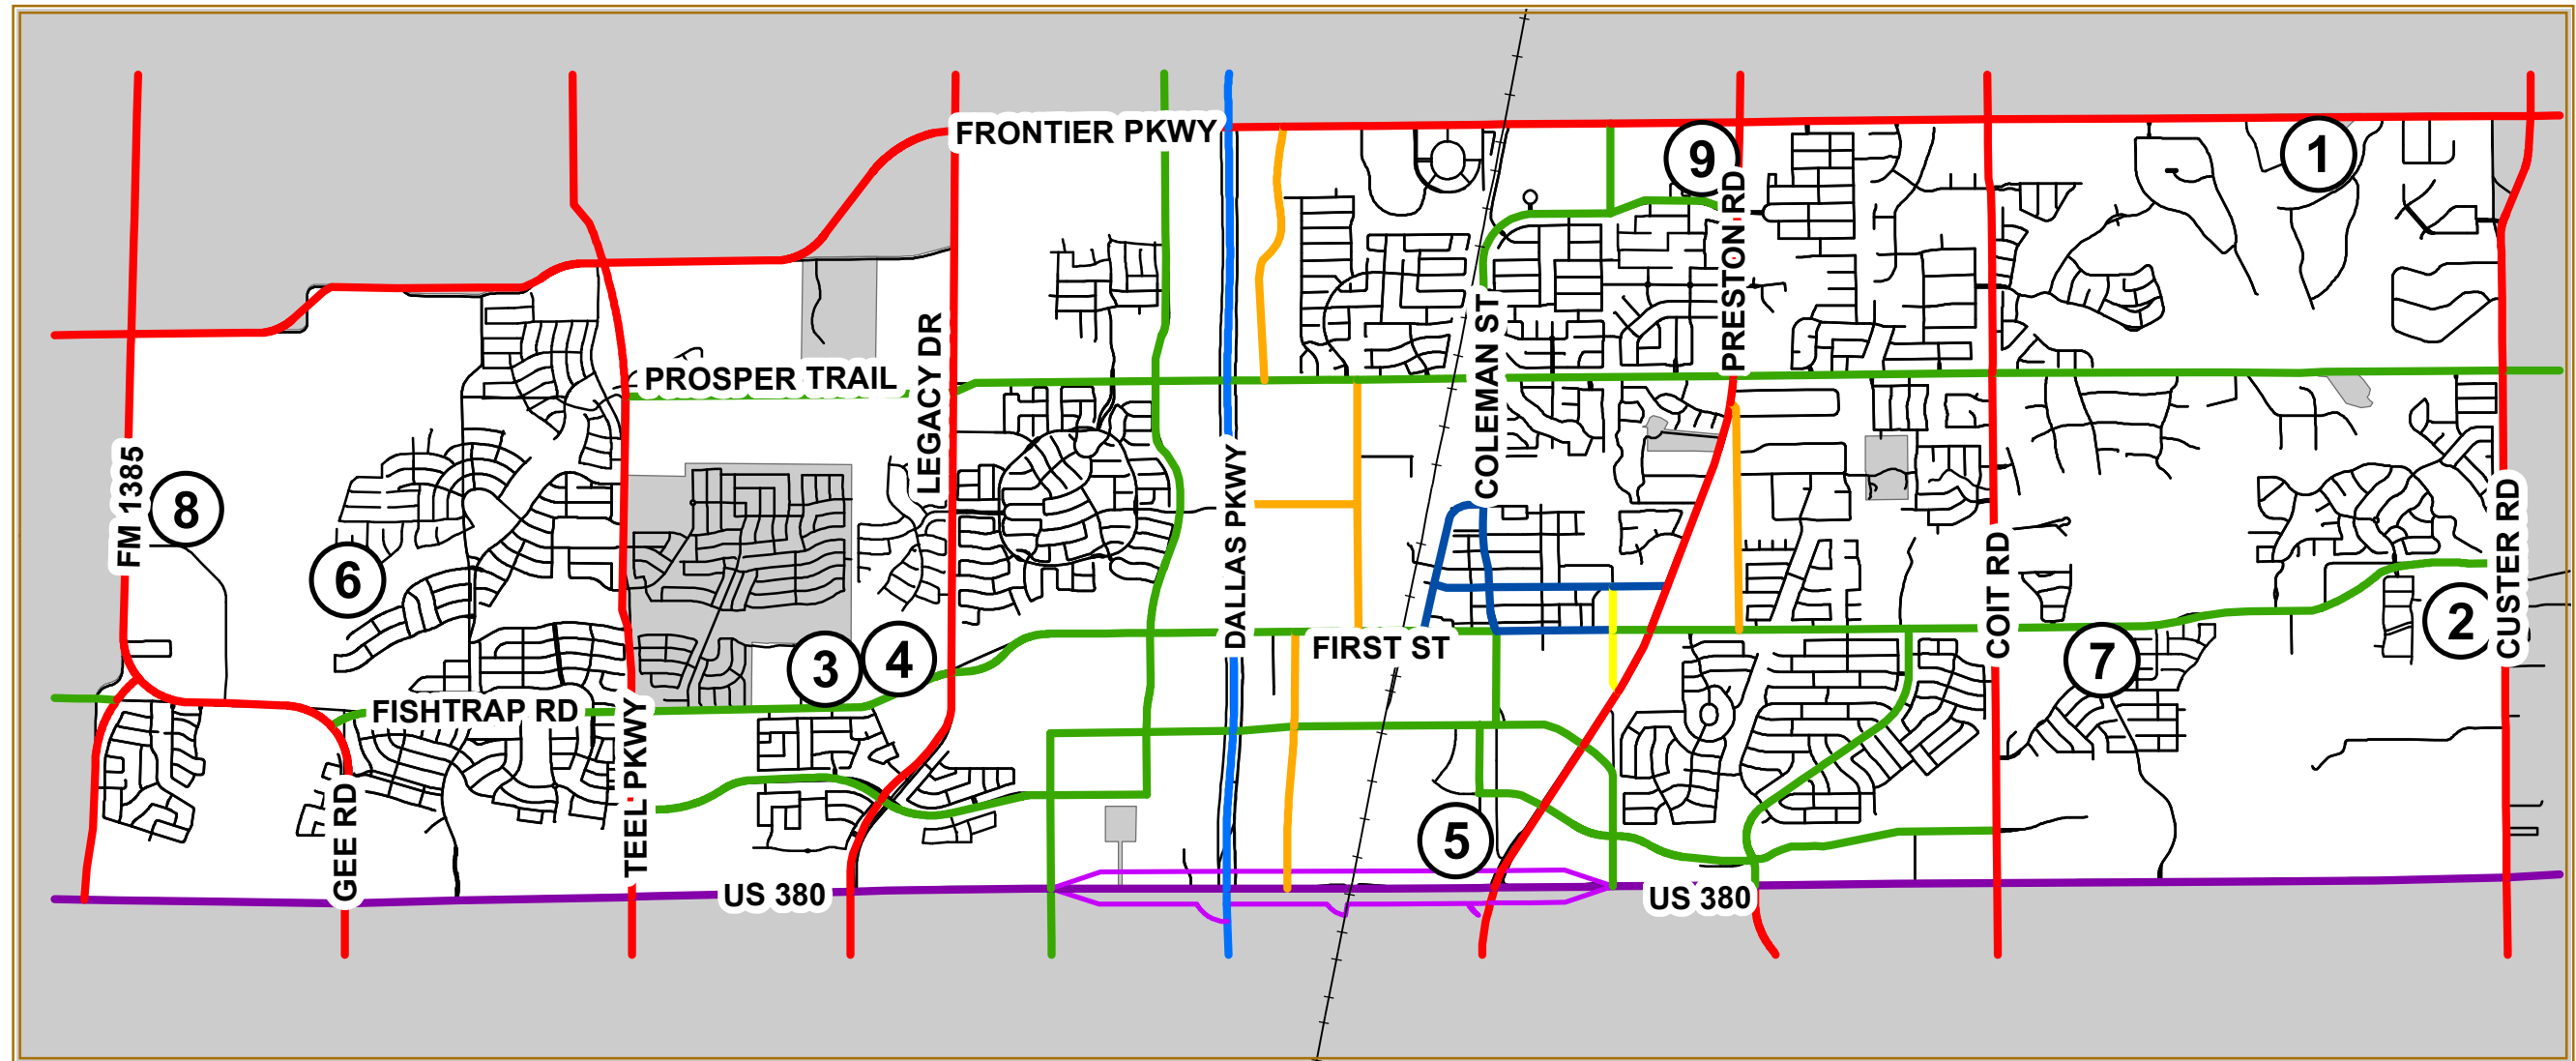 FRONTIER PKWY
1
9
PRESTON RD
COLEMAN ST
LEGACY DR
PROSPER TRAIL
FM 1385
8
DALLAS PKWY
6
COIT RD
CUSTER RD
2
FIRST ST
3
4
7
FISHTRAP RD
TEEL PKWY
GEE RD
5
US 380
US 380